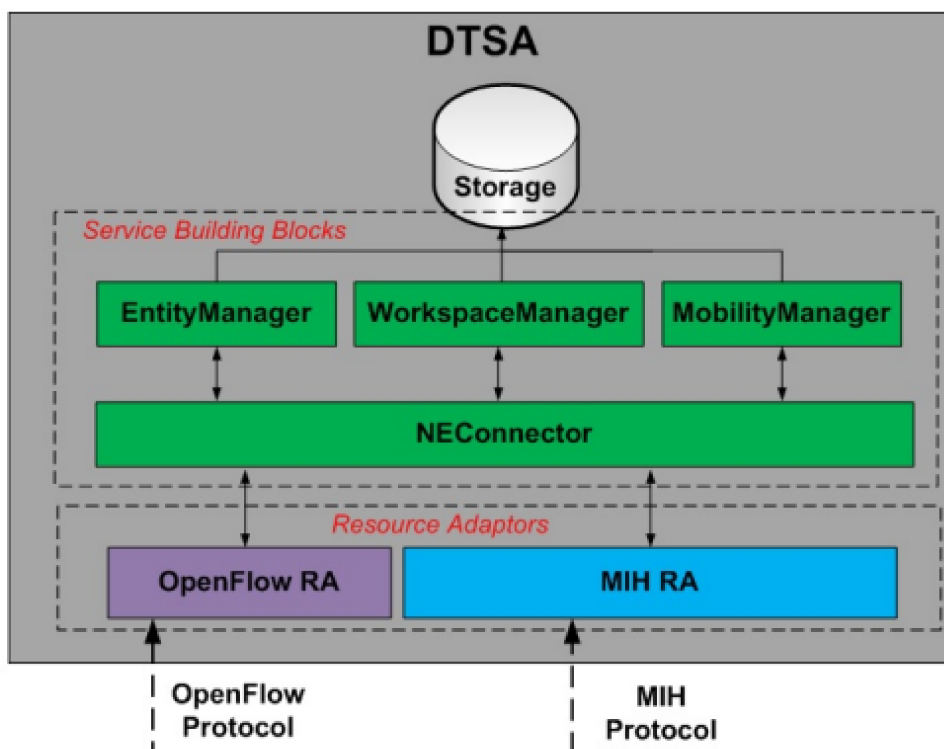 DTSA
Storage
Service Building Blocks
EntityManager
WorkspaceManager
MobilityManager
NEConnector
Resource Adaptors
OpenFlow RA
MIH RA
OpenFlow
Protocol
MIH
Protocol